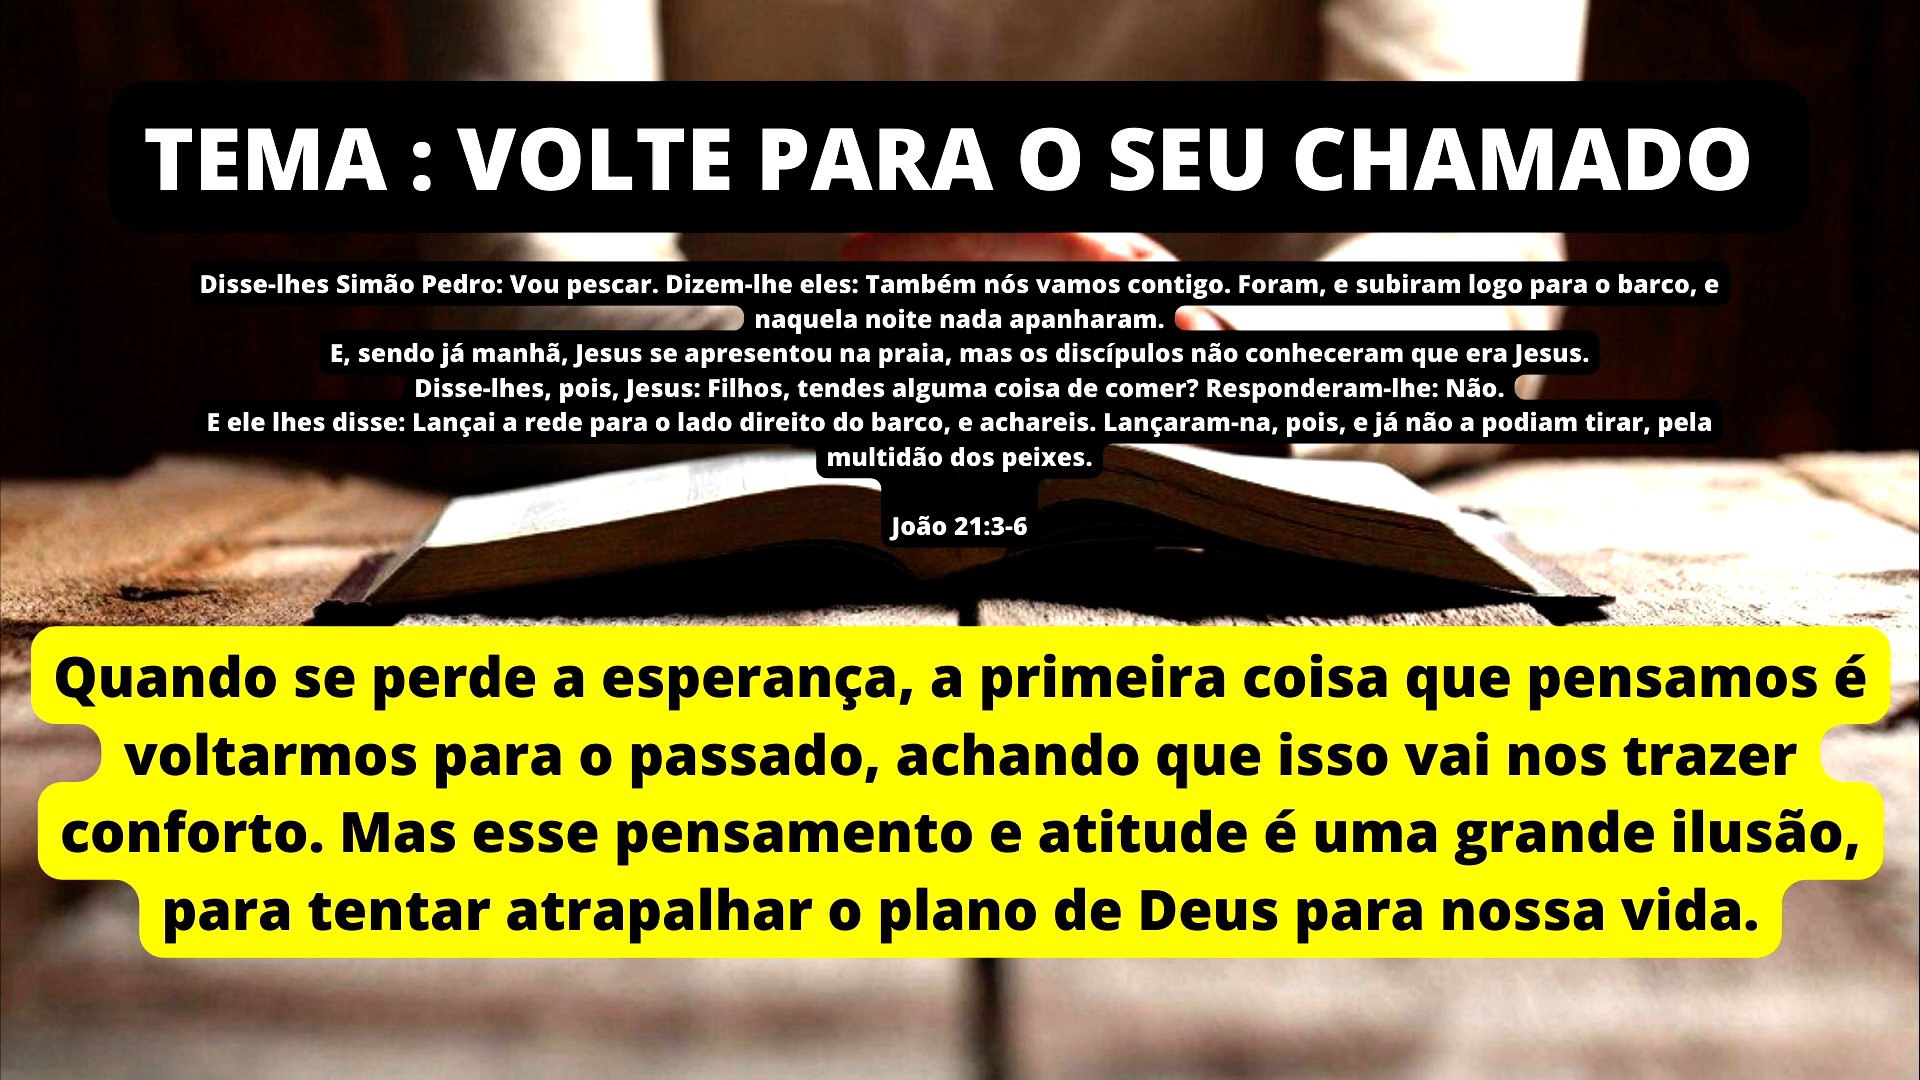 TEMA : VOLTE PARA O SEU CHAMADO
Disse-lhes Simão Pedro: Vou pescar. Dizem-lhe eles: Também nós vamos contigo. Foram, e subiram logo para o barco, e
naquela noite nada apanharam.
E, sendo já manhã, Jesus se apresentou na praia, mas os discípulos não conheceram que era Jesus.
Disse-lhes, pois, Jesus: Filhos, tendes alguma coisa de comer? Responderam-lhe: Não.
E ele lhes disse: Lançai a rede para o lado direito do barco, e achareis. Lançaram-na, pois, e já não a podiam tirar, pela
multidão dos peixes.
João 21:3-6
Quando se perde a esperança, a primeira coisa que pensamos é
voltarmos para o passado, achando que isso vai nos trazer
conforto. Mas esse pensamento e atitude é uma grande ilusão,
para tentar atrapalhar o plano de Deus para nossa vida.